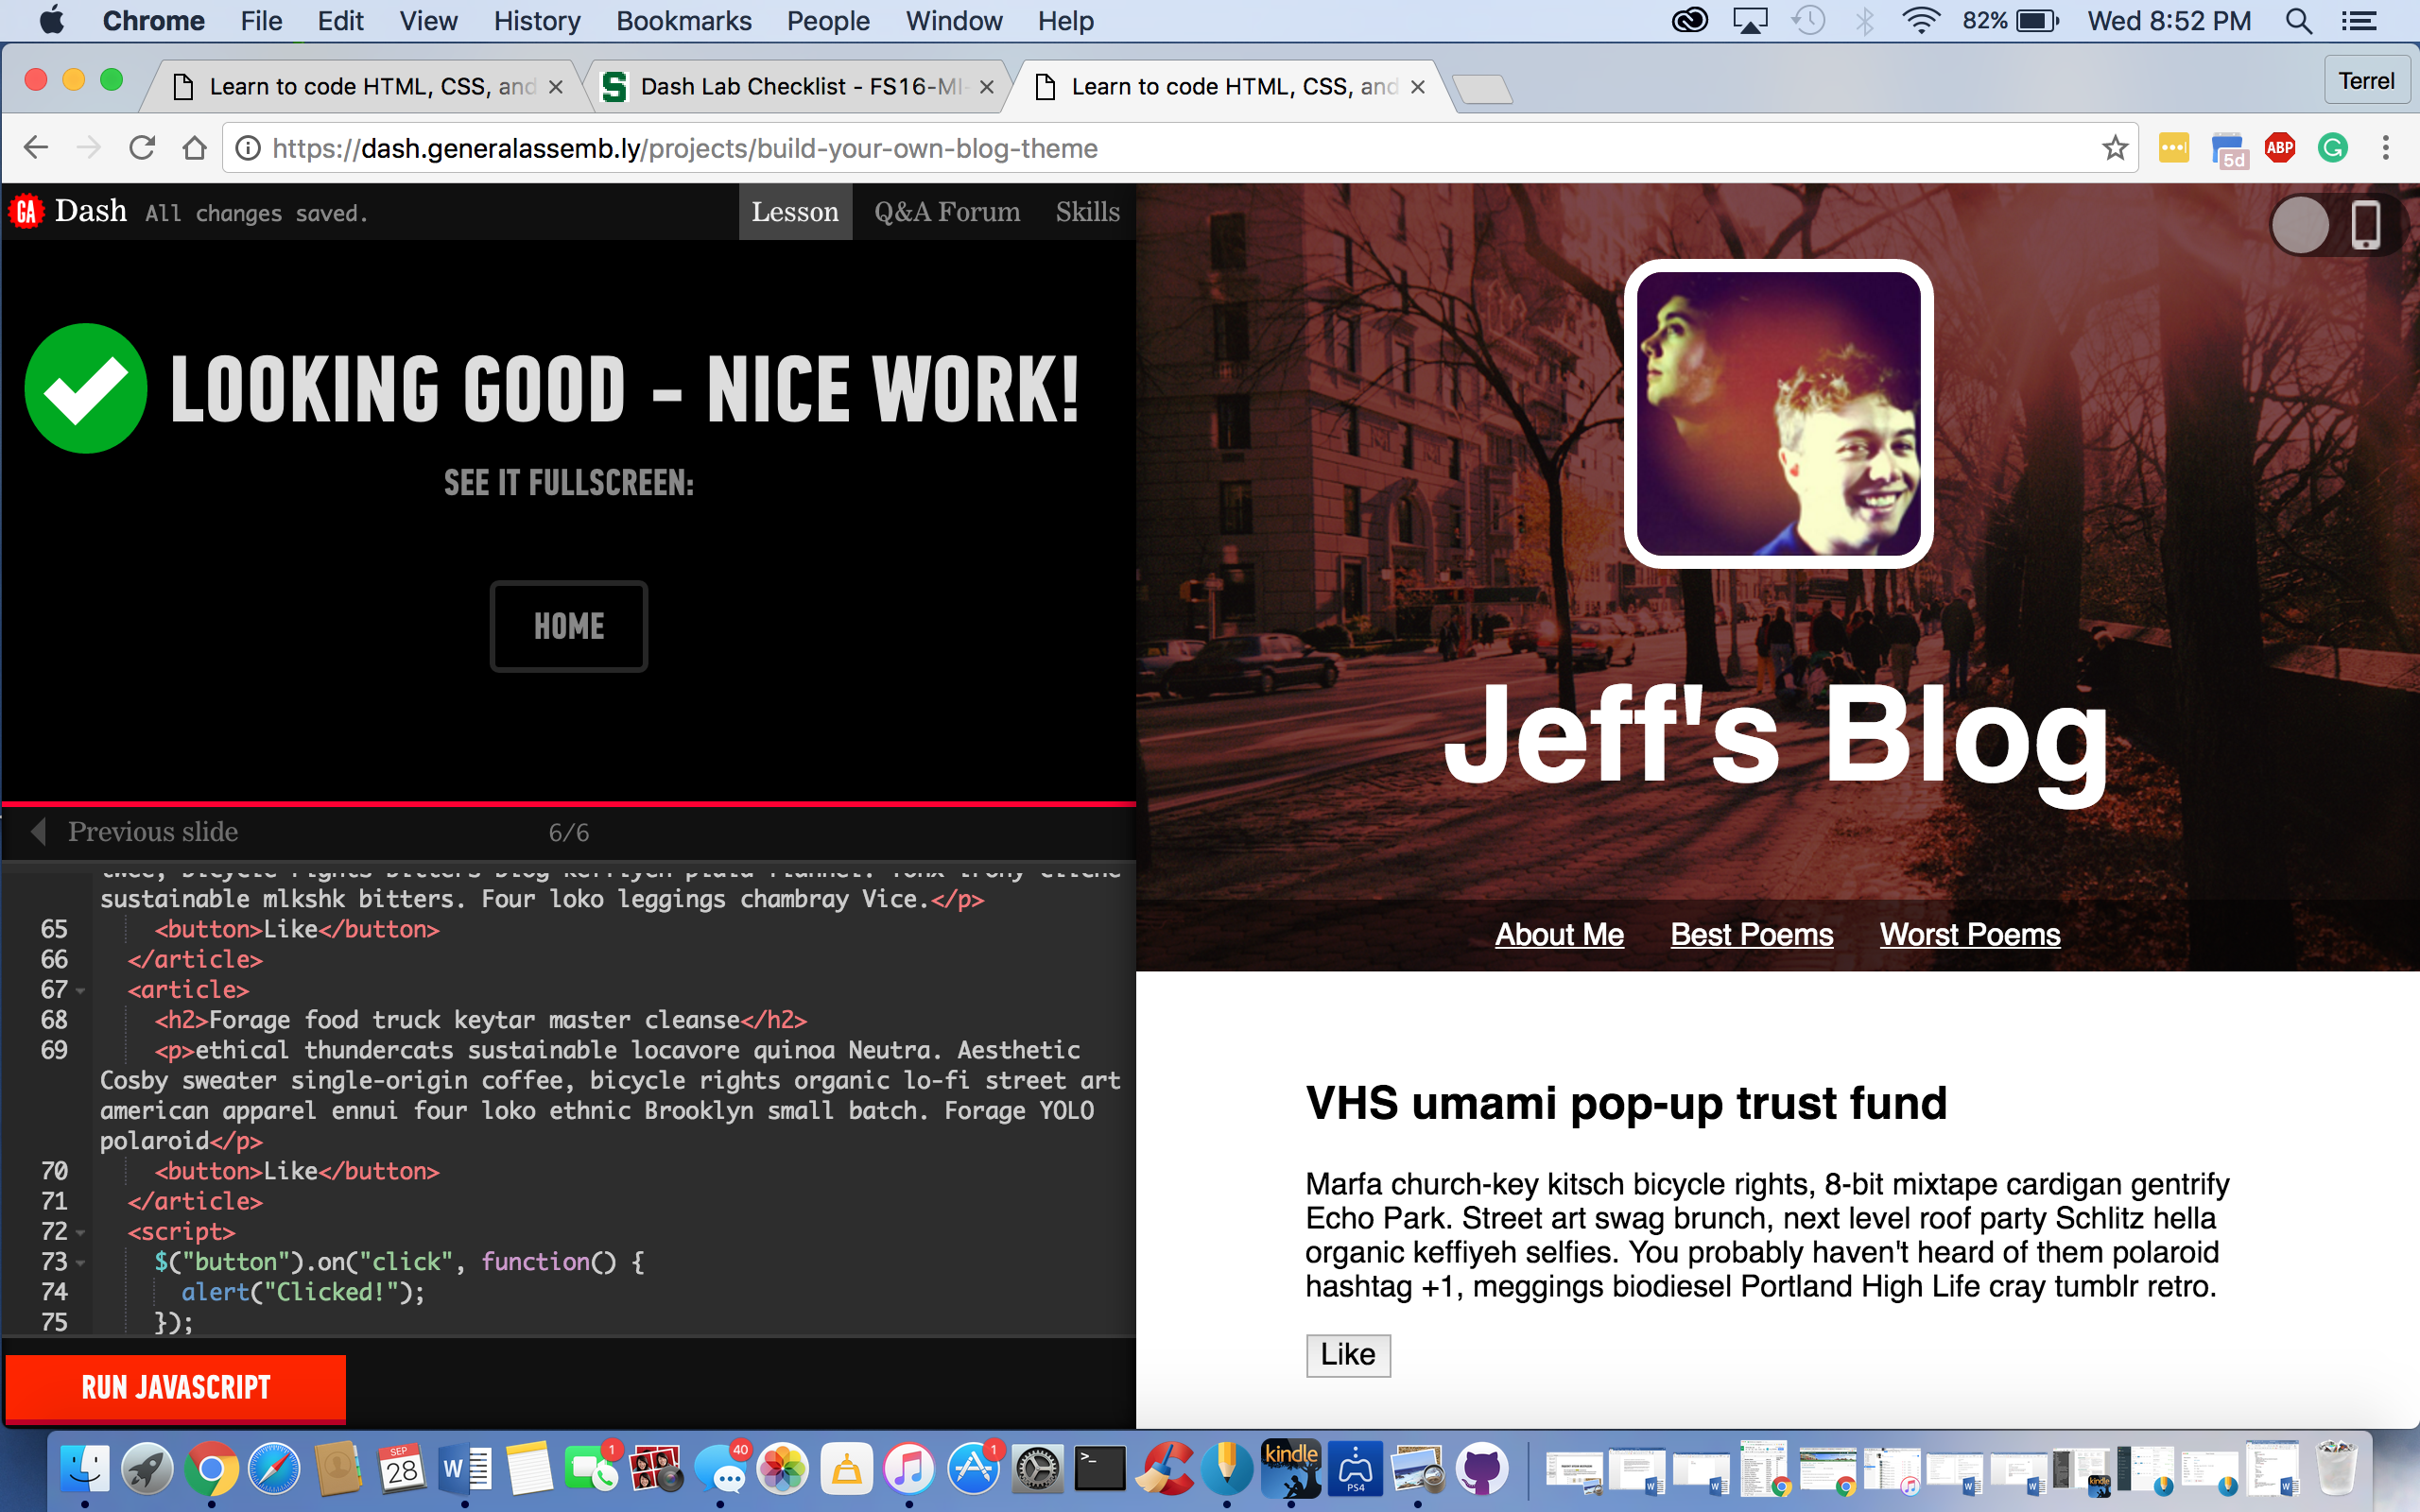 Chrome File Edit View History Bookmarks People Window Help 82% Wed 8:52 PM
Learn to code HTML, CSS, and
Dash Lab Checklist - FS16-MI-
Learn to code HTML, CSS, and
Terrel
https://dash.generalassemb.ly/projects/build-your-own-blog-theme
5d
ABP
GA Dash All changes saved.
Lesson Q&A Forum Skills
LOOKING GOOD - NICE WORK!
SEE IT FULLSCREEN:
HOME
Previous slide 6/6
sustainable mlkshk bitters. Four loko leggings chambray Vice.</p>
65 <button>Like</button>
66 </article>
67 <article>
68 <h2>Forage food truck keytar master cleanse</h2>
69 <p>ethical thundercats sustainable locavore quinoa Neutra. Aesthetic
Cosby sweater single-origin coffee, bicycle rights organic lo-fi street art
american apparel ennui four loko ethnic Brooklyn small batch. Forage YOLO
polaroid</p>
70 <button>Like</button>
71 </article>
72 <script>
73 $("button").on("click", function() {
74 alert("Clicked!");
75 });
RUN JAVASCRIPT
Jeff's Blog
About Me Best Poems Worst Poems
VHS umami pop-up trust fund
Marfa church-key kitsch bicycle rights, 8-bit mixtape cardigan gentrify
Echo Park. Street art swag brunch, next level roof party Schlitz hella
organic keffiyeh selfies. You probably haven't heard of them polaroid
hashtag +1, meggings biodiesel Portland High Life cray tumblr retro.
Like
SEP
28
W
1
40
1
kindle
PS4